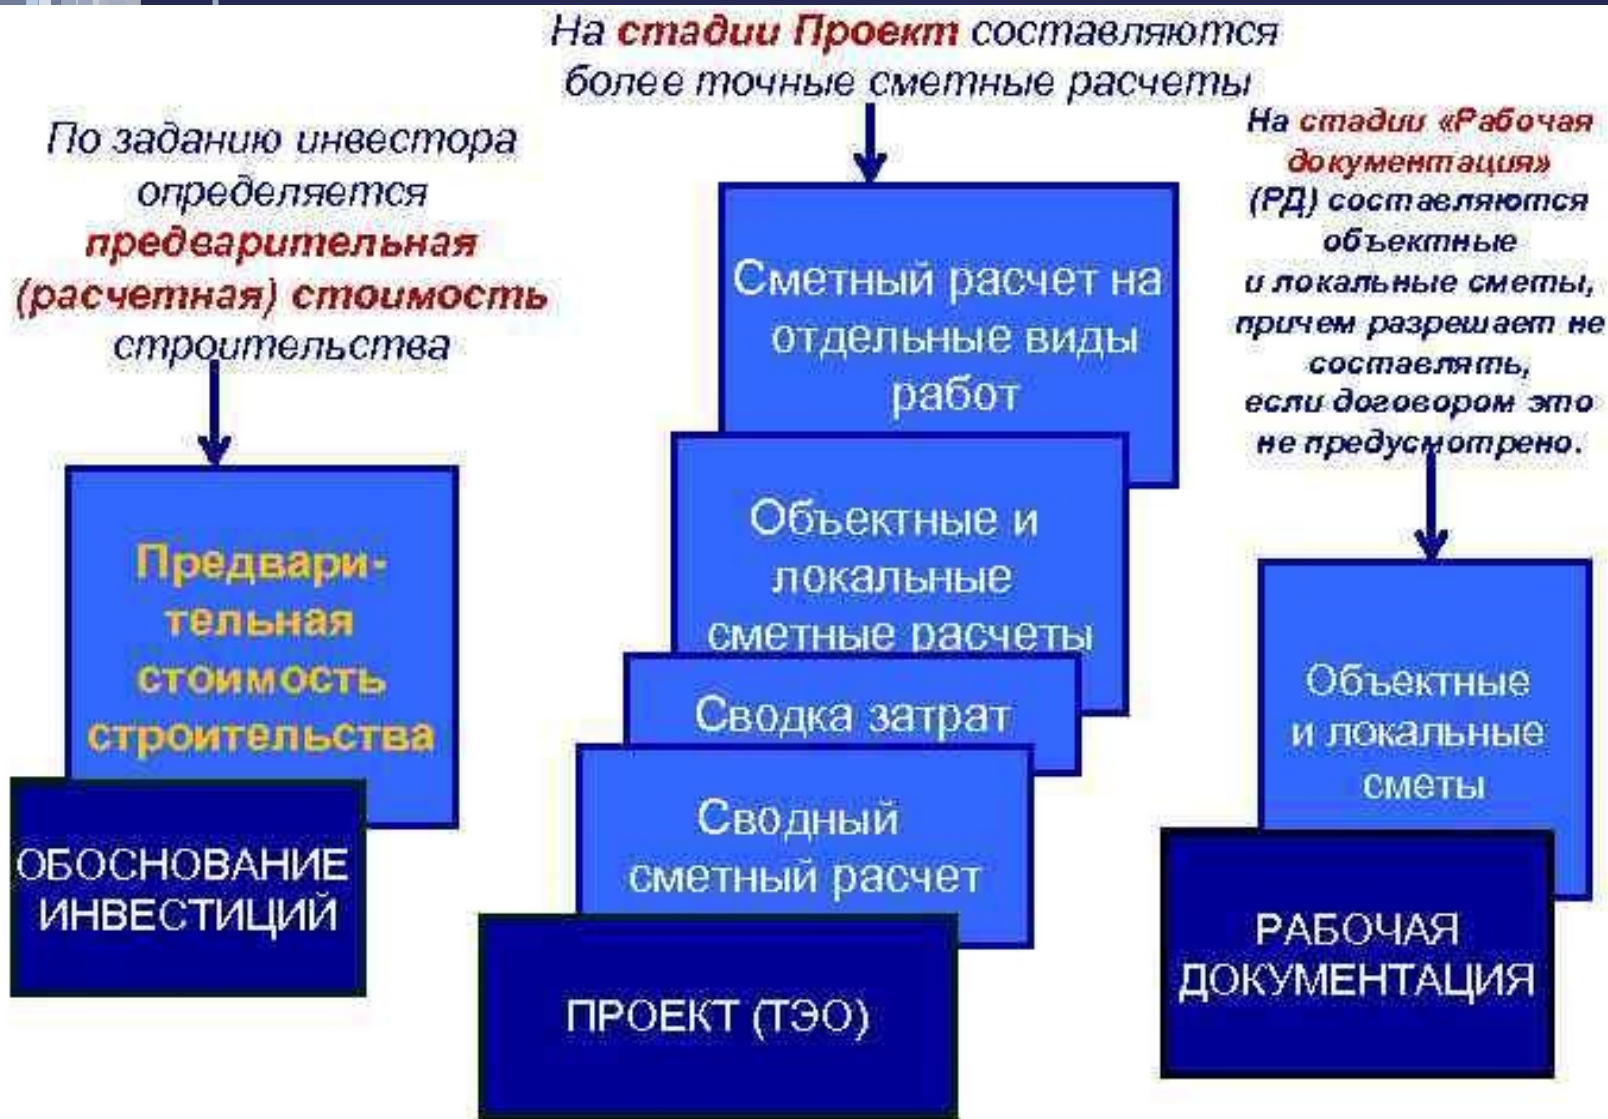 На стадии Проект составляются
более точные сметные расчеты
По заданию инвестора
определяется
предварительная
(расчетная) стоимость
строительства
На стадии «Рабочая
документация»
(РД) составляются
объектные
и локальные сметы,
причем разрешает не
составлять,
если договором это
не предусмотрено.
Предвари-
тельная
стоимость
строительства
ОБОСНОВАНИЕ
ИНВЕСТИЦИЙ
Сметный расчет на
отдельные виды
работ
Объектные и
локальные
сметные расчеты
Сводка затрат
Сводный
сметный расчет
ПРОЕКТ (ТЭО)
Объектные
и локальные
сметы
РАБОЧАЯ
ДОКУМЕНТАЦИЯ